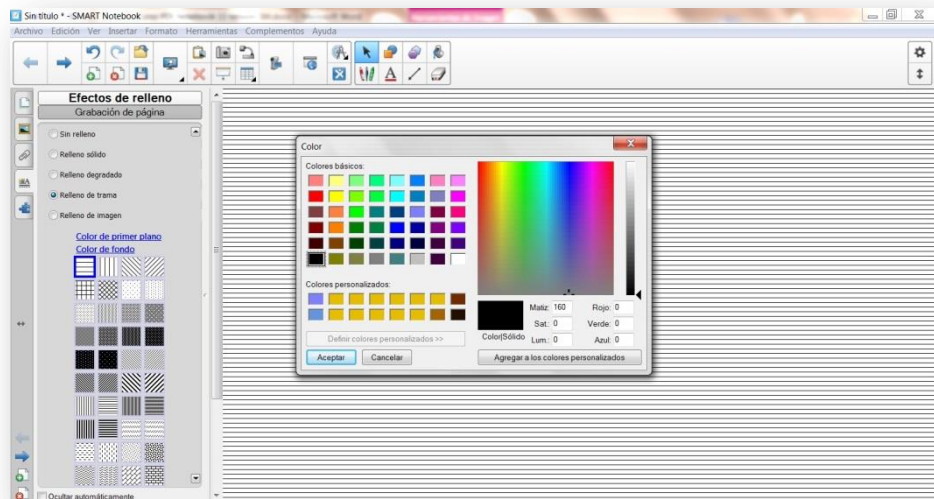 Sin título * - SMART Notebook
Archivo Edición Ver Insertar Formato Herramientas Complementos Ayuda
Efectos de relleno
Grabación de página
Sin relleno
Relleno sólido
Relleno degradado
Relleno de trama
Relleno de imagen
Color de primer plano
Color de fondo
Ocultar automáticamente
Color
Colores básicos:
Colores personalizados:
Definir colores personalizados >>
Aceptar Cancelar
Color|Sólido
Matiz: 160 Rojo: 0
Sat.: 0 Verde: 0
Lum.: 0 Azul: 0
Agregar a los colores personalizados